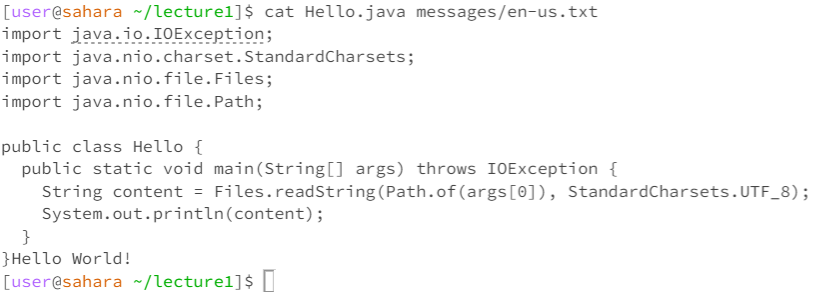 [user@sahara ~/lecture1]$ cat Hello.java messages/en-us.txt
import java.io.IOException;
import java.nio.charset.StandardCharsets;
import java.nio.file.Files;
import java.nio.file.Path;

public class Hello {
  public static void main(String[] args) throws IOException {
    String content = Files.readString(Path.of(args[0]), StandardCharsets.UTF_8);
    System.out.println(content);
  }
}Hello World!
[user@sahara ~/lecture1]$